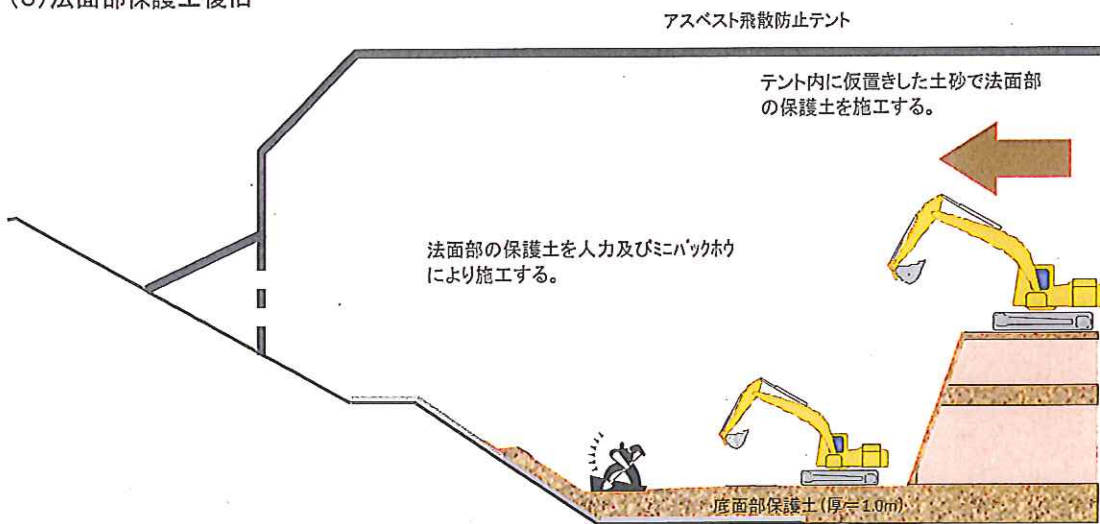 法面部保護土復旧
アスベスト飛散防止テント
テント内に仮置きした土砂で法面部
の保護土を施工する。
法面部の保護土を人力及びミニバックホウ
により施工する。
底面部保護土(厚=1.0m)